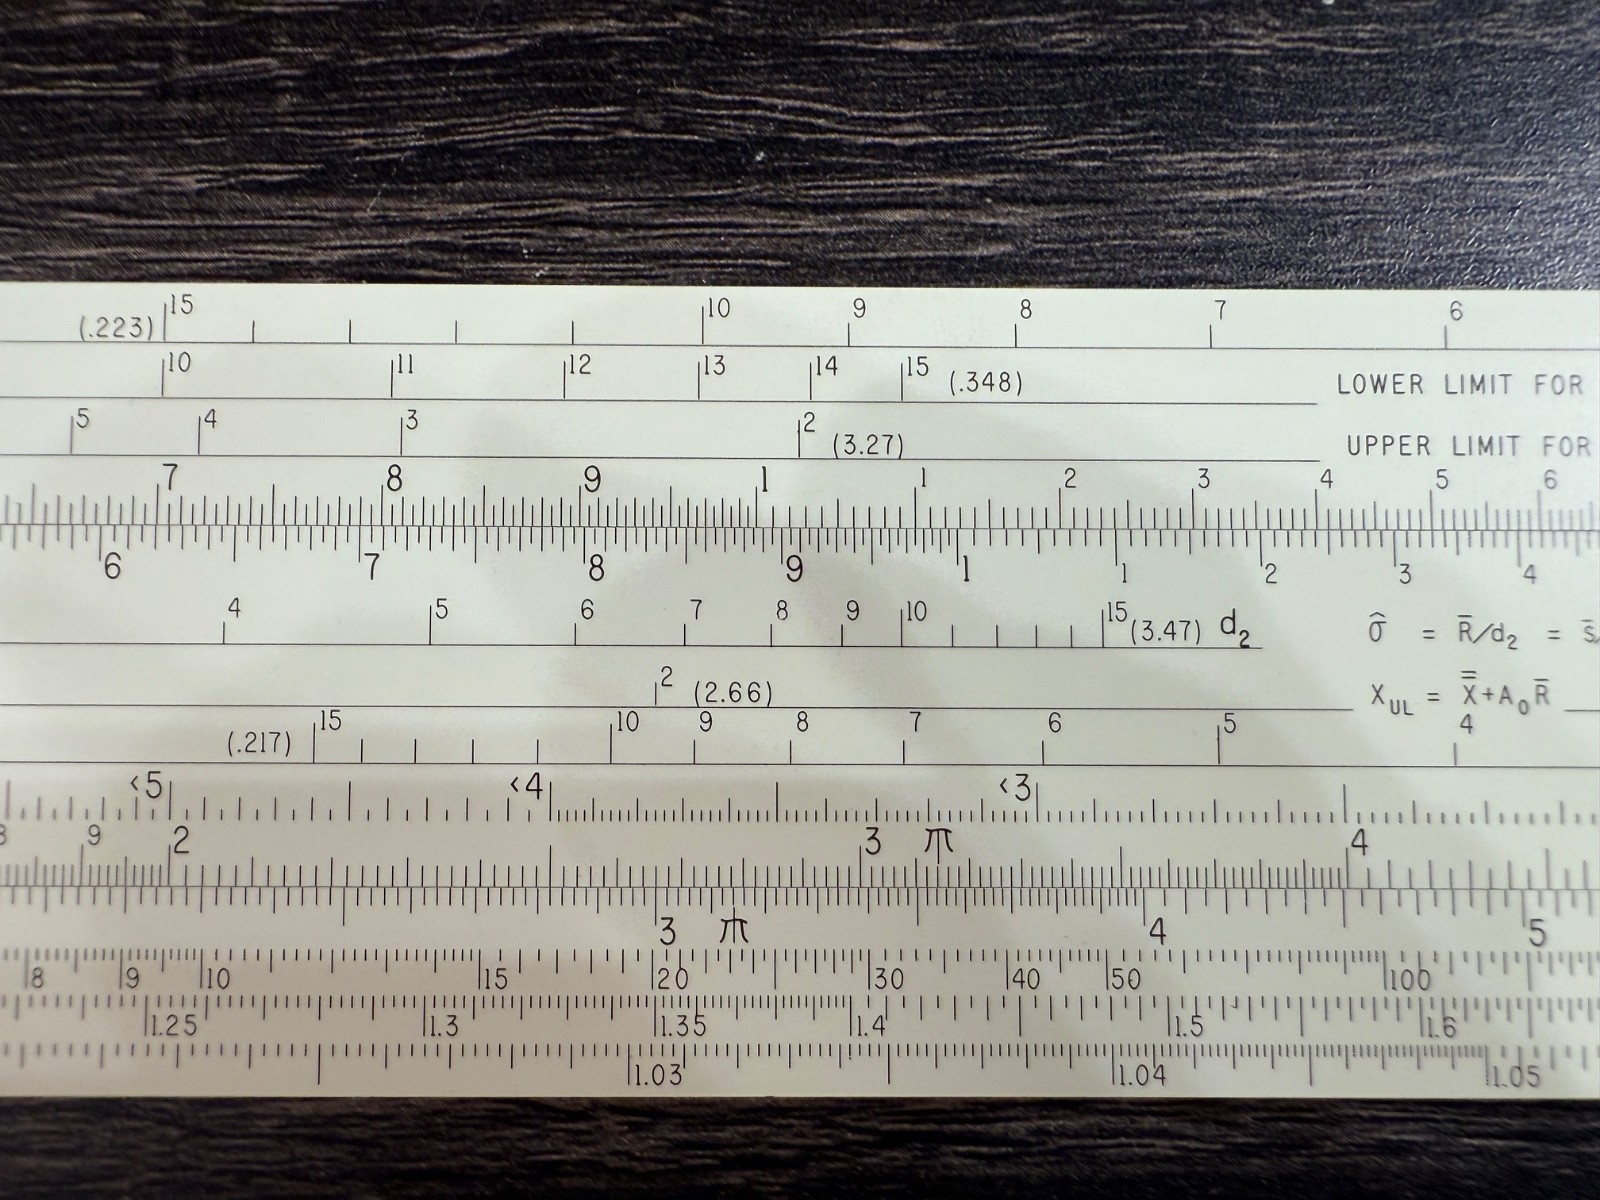 (.223) 15 10 9 8 7 6
10 11 12 13 14 15 (.348) LOWER LIMIT FOR
5 4 3 2 (3.27) UPPER LIMIT FOR
7 8 9 1 1 2 3 4 5 6
6 7 8 9 1 1 2 3 4
4 5 6 7 8 9 10 15 (3.47) d₂ σ̂ = R̄/d₂ = s̄
2 (2.66) X_UL = X̿+A₀R̄
(.217) 15 10 9 8 7 6 5 4
<5 <4 <3
8 9 2 3 π 4
3 π 4 5
8 9 10 15 20 30 40 50 100
1.25 1.3 1.35 1.4 1.5 1.6
1.03 1.04 1.05